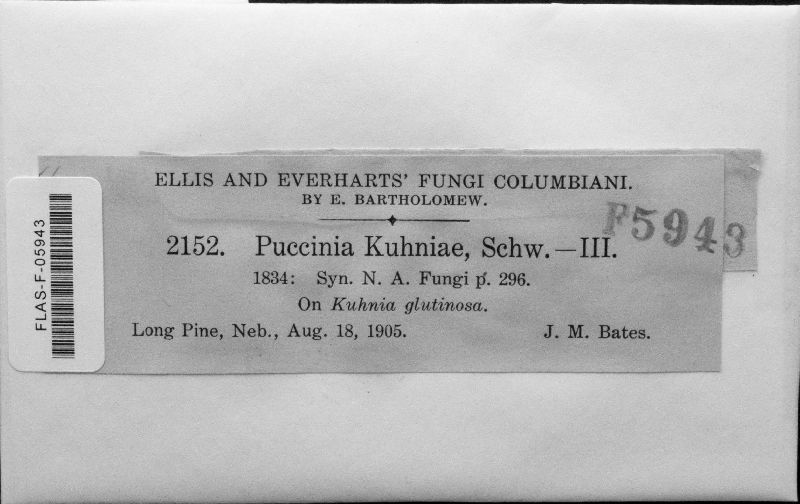 ELLIS AND EVERHARTS' FUNGI COLUMBIANI.
BY E. BARTHOLOMEW.
F5943
2152. Puccinia Kuhniae, Schw.—III.
1834: Syn. N. A. Fungi p. 296.
On Kuhnia glutinosa.
Long Pine, Neb., Aug. 18, 1905. J. M. Bates.
FLAS-F-05943